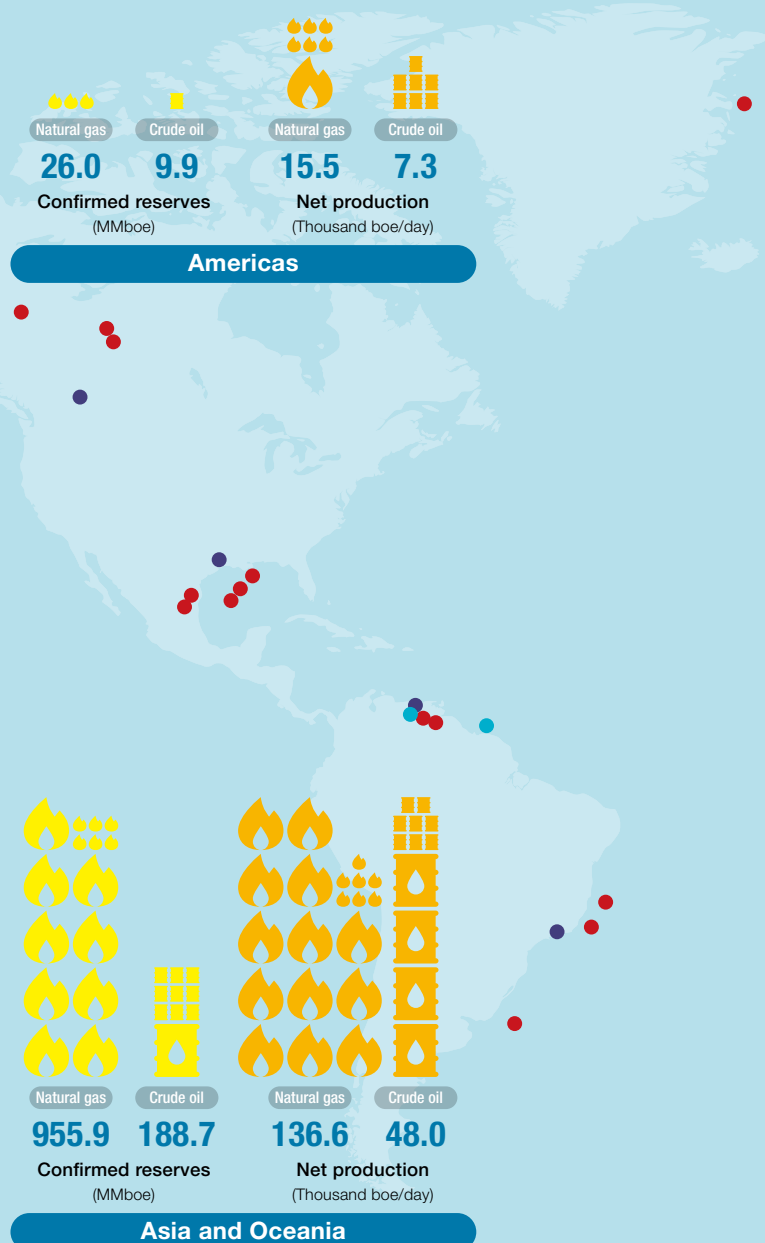 Natural gas Crude oil Natural gas Crude oil
26.0 9.9 15.5 7.3
Confirmed reserves Net production
(MMboe) (Thousand boe/day)
Americas
Natural gas Crude oil Natural gas Crude oil
955.9 188.7 136.6 48.0
Confirmed reserves Net production
(MMboe) (Thousand boe/day)
Asia and Oceania